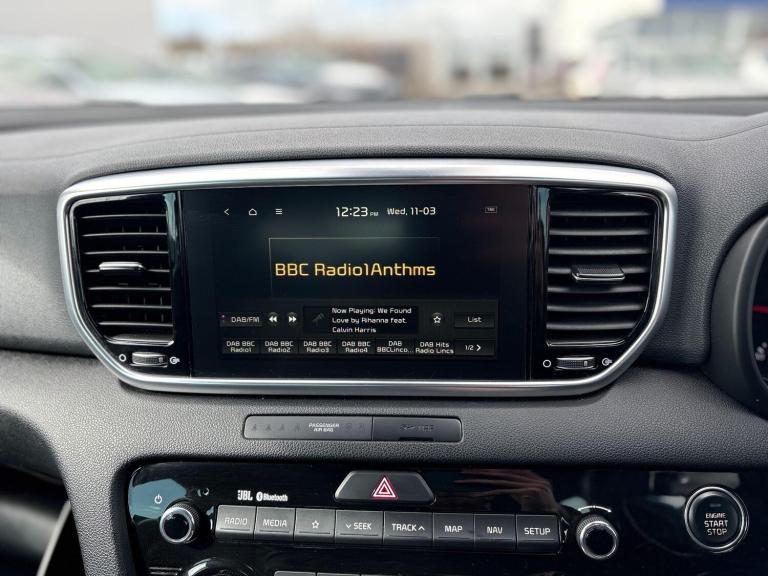 12:23 PM Wed, 11-03
BBC Radio1Anthms
DAB/FM
Now Playing: We Found
Love by Rihanna feat.
Calvin Harris
List
DAB BBC Radio1
DAB BBC Radio2
DAB BBC Radio3
DAB BBC Radio4
DAB BBCLinco...
DAB Hits Radio Lincs
1/2
PASSENGER
AIR BAG
JBL Bluetooth
RADIO
MEDIA
SEEK
TRACK
MAP
NAV
SETUP
ENGINE
START
STOP